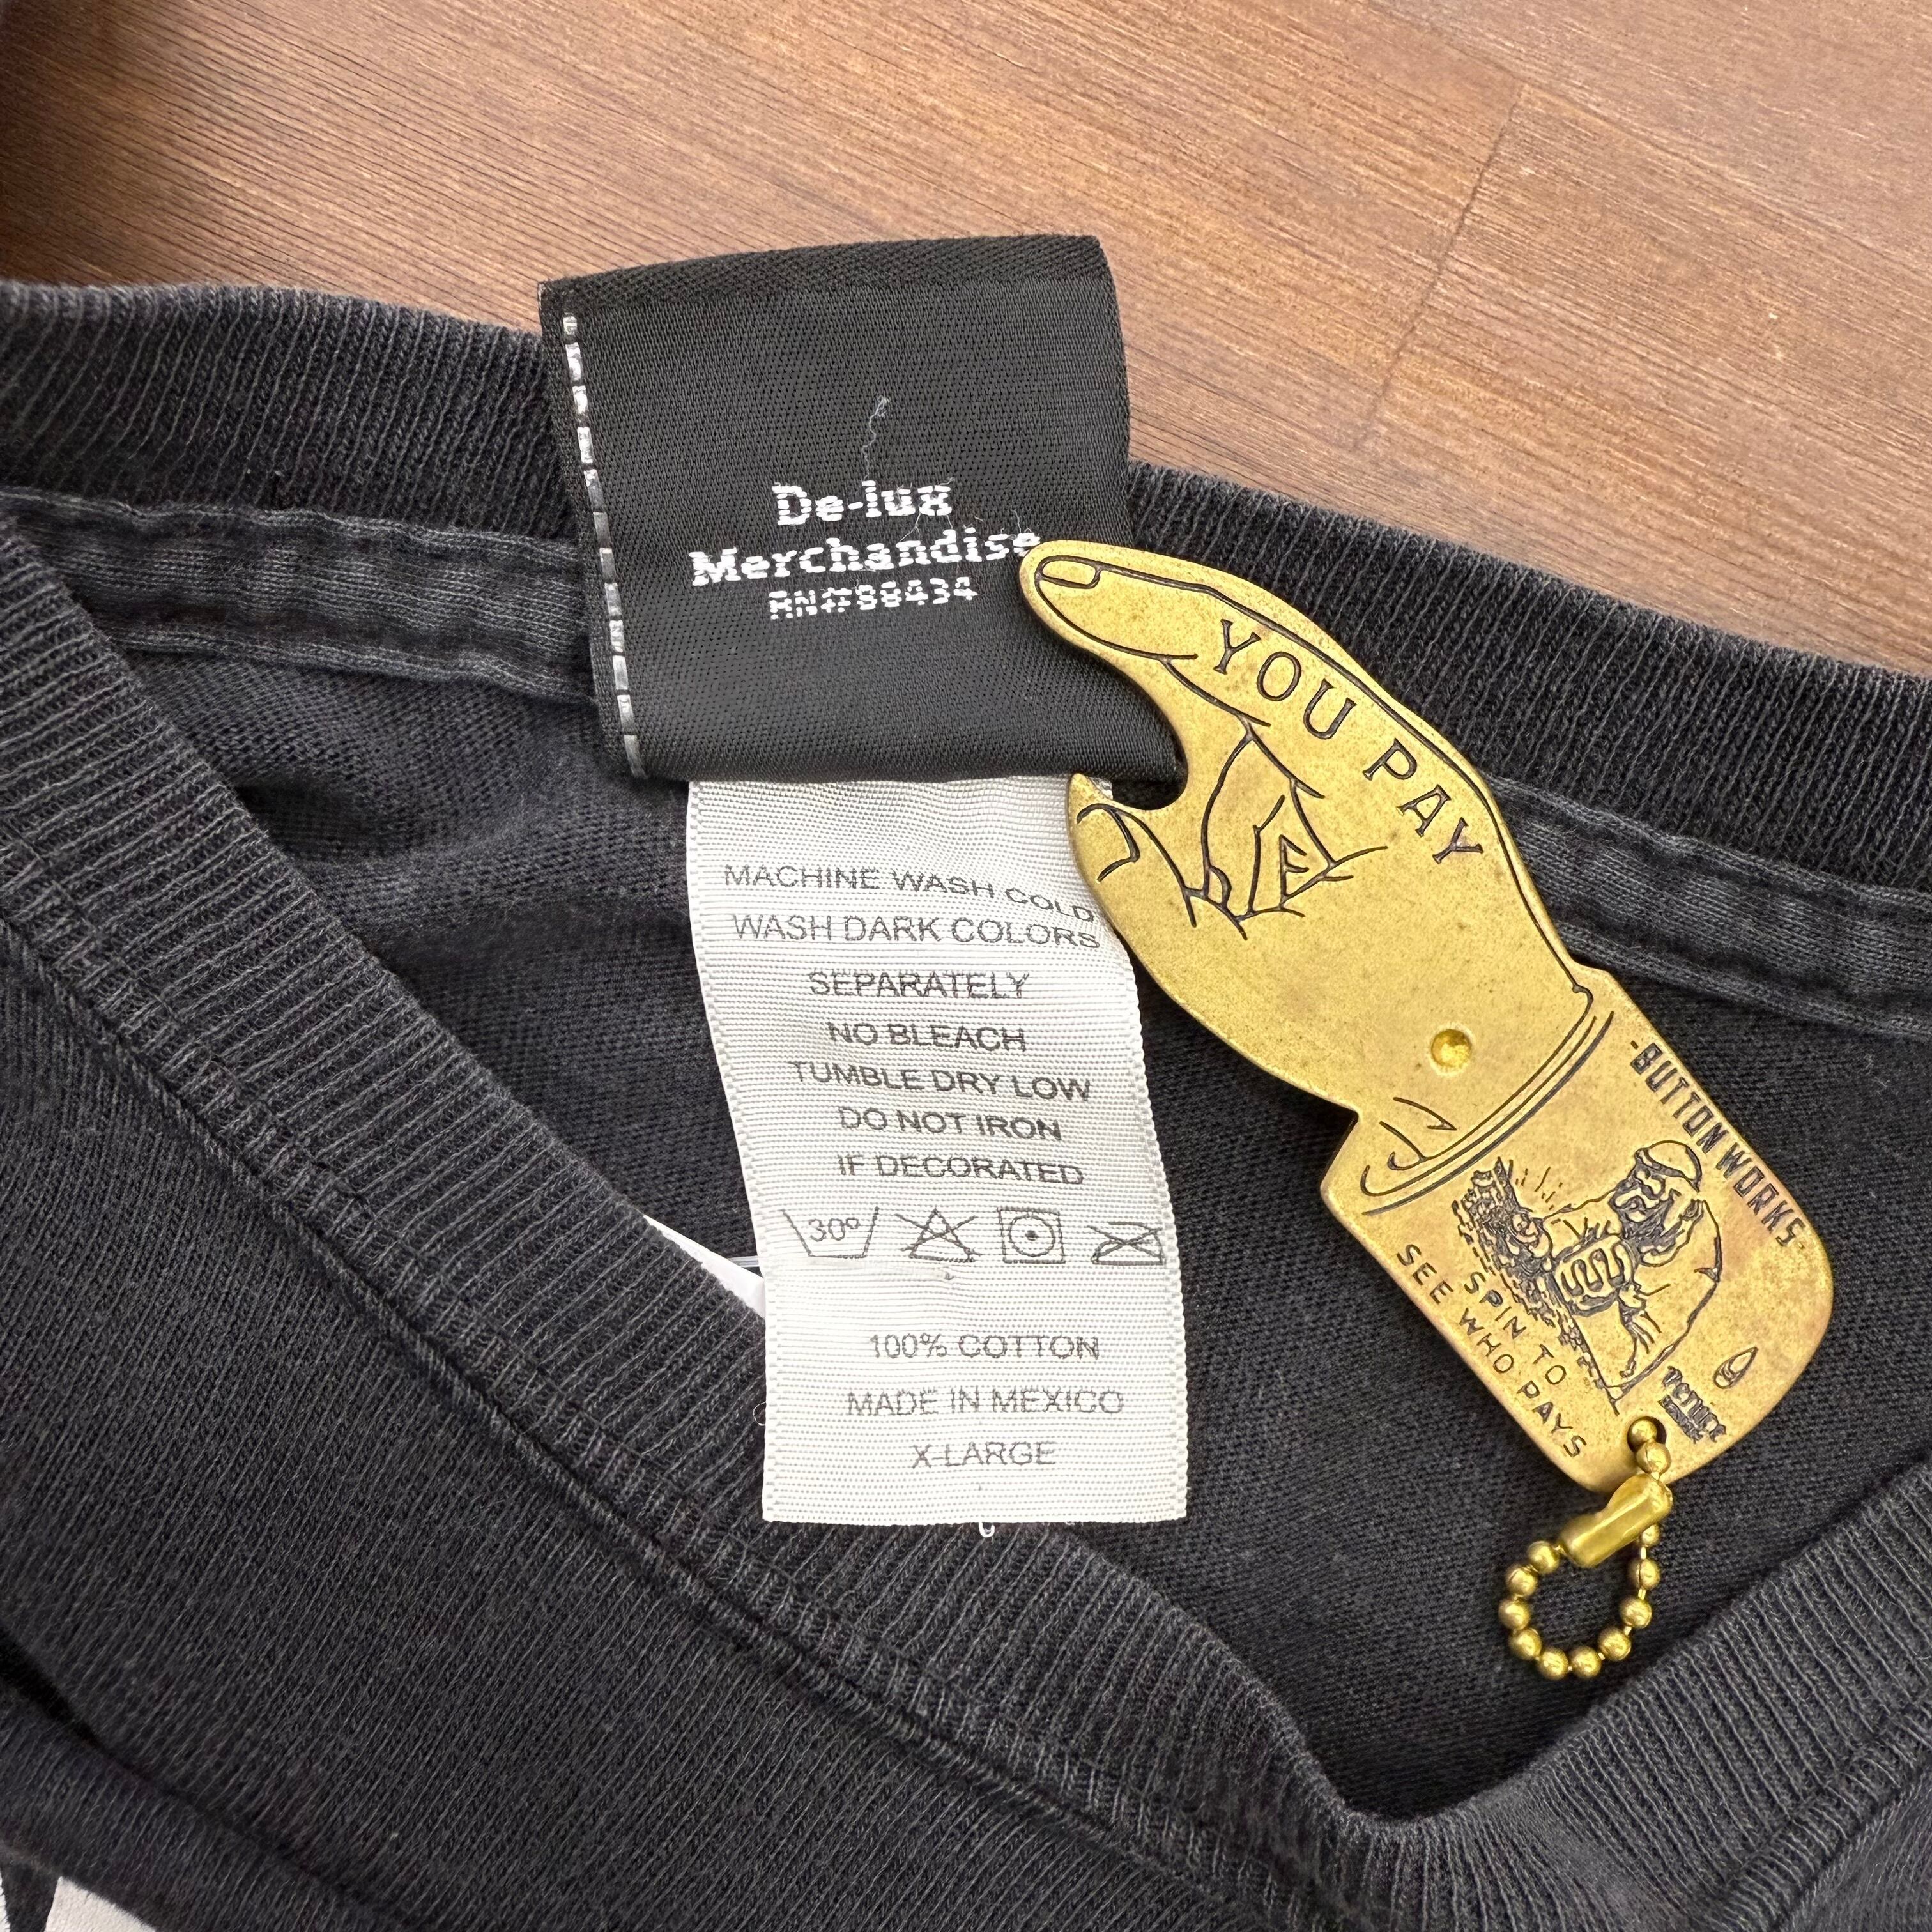 De-lux
Merchandise
RN#88434
MACHINE WASH COLD
WASH DARK COLORS
SEPARATELY
NO BLEACH
TUMBLE DRY LOW
DO NOT IRON
IF DECORATED
30°
100% COTTON
MADE IN MEXICO
X-LARGE
YOU PAY
-BUTTON WORKS-
SPIN TO
SEE WHO PAYS